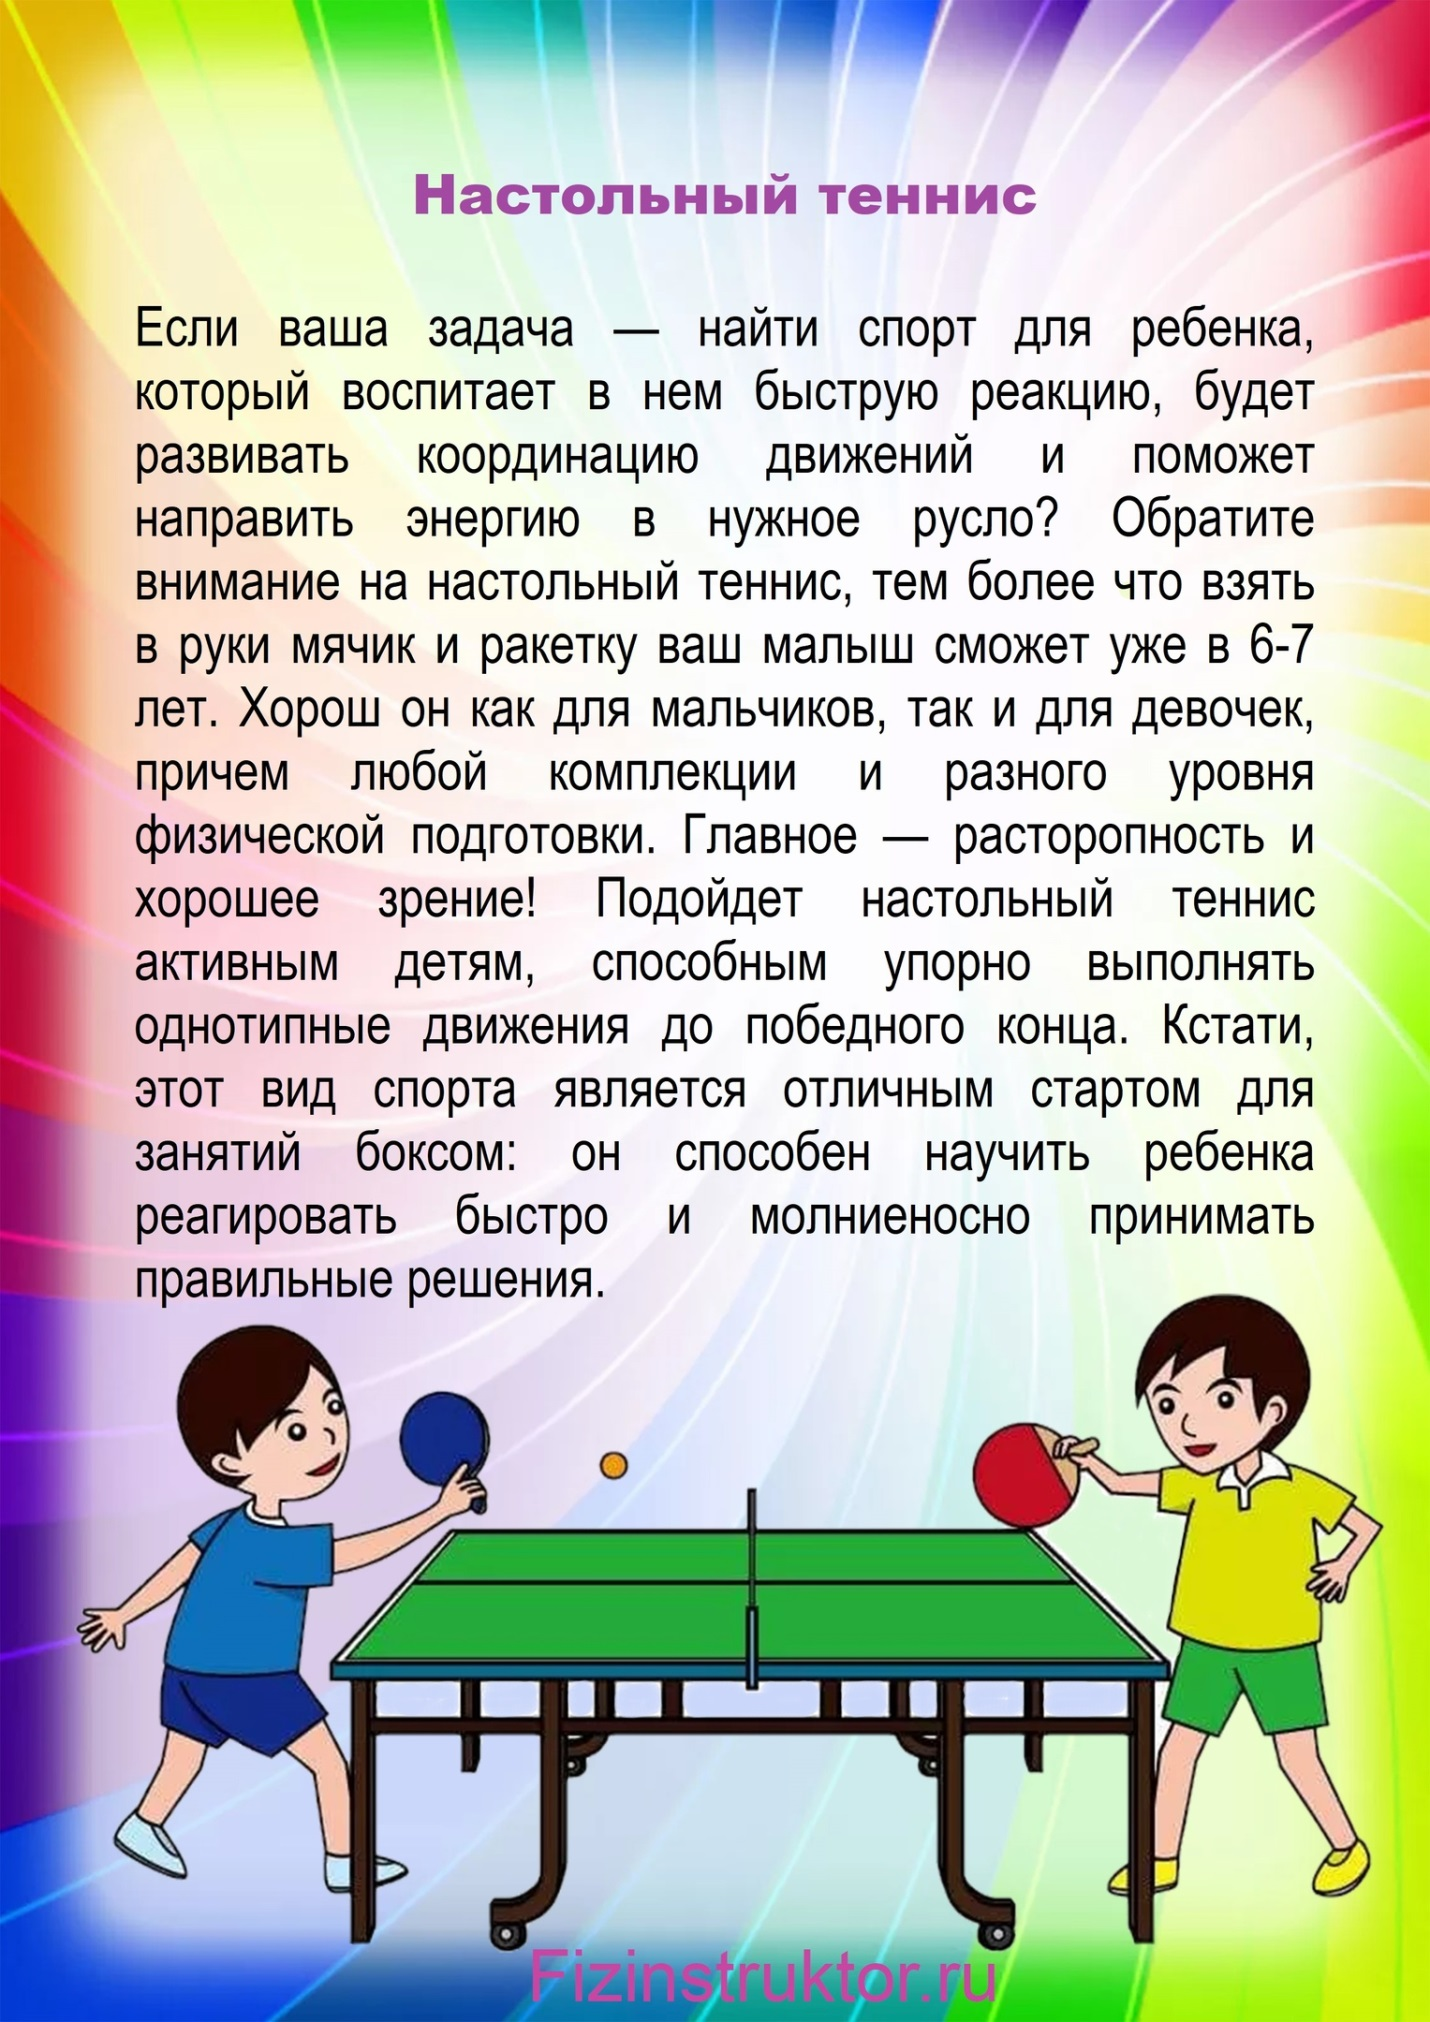 Настольный теннис
Если ваша задача — найти спорт для ребенка,
который воспитает в нем быструю реакцию, будет
развивать координацию движений и поможет
направить энергию в нужное русло? Обратите
внимание на настольный теннис, тем более что взять
в руки мячик и ракетку ваш малыш сможет уже в 6-7
лет. Хорош он как для мальчиков, так и для девочек,
причем любой комплекции и разного уровня
физической подготовки. Главное — расторопность и
хорошее зрение! Подойдет настольный теннис
активным детям, способным упорно выполнять
однотипные движения до победного конца. Кстати,
этот вид спорта является отличным стартом для
занятий боксом: он способен научить ребенка
реагировать быстро и молниеносно принимать
правильные решения.
Fizinstruktor.ru